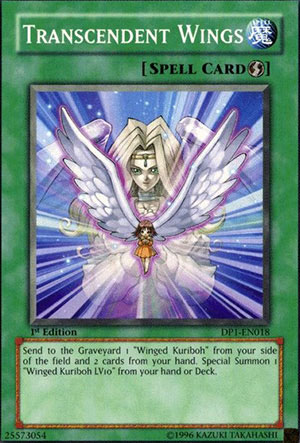 TRANSCENDENT WINGS 魔
[SPELL CARD]
1st Edition
DP1-EN018
Send to the Graveyard 1 "Winged Kuriboh" from your side
of the field and 2 cards from your hand. Special Summon 1
"Winged Kuriboh LV10" from your hand or Deck.
25573054
©1996 KAZUKI TAKAHASHI